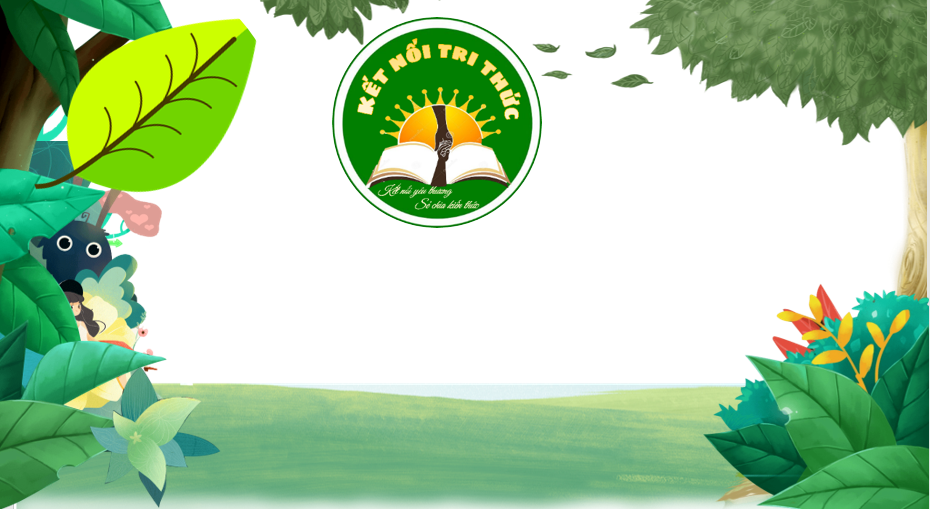 KẾT NỐI TRI THỨC
Kết nối yêu thương
Sẻ chia kiến thức